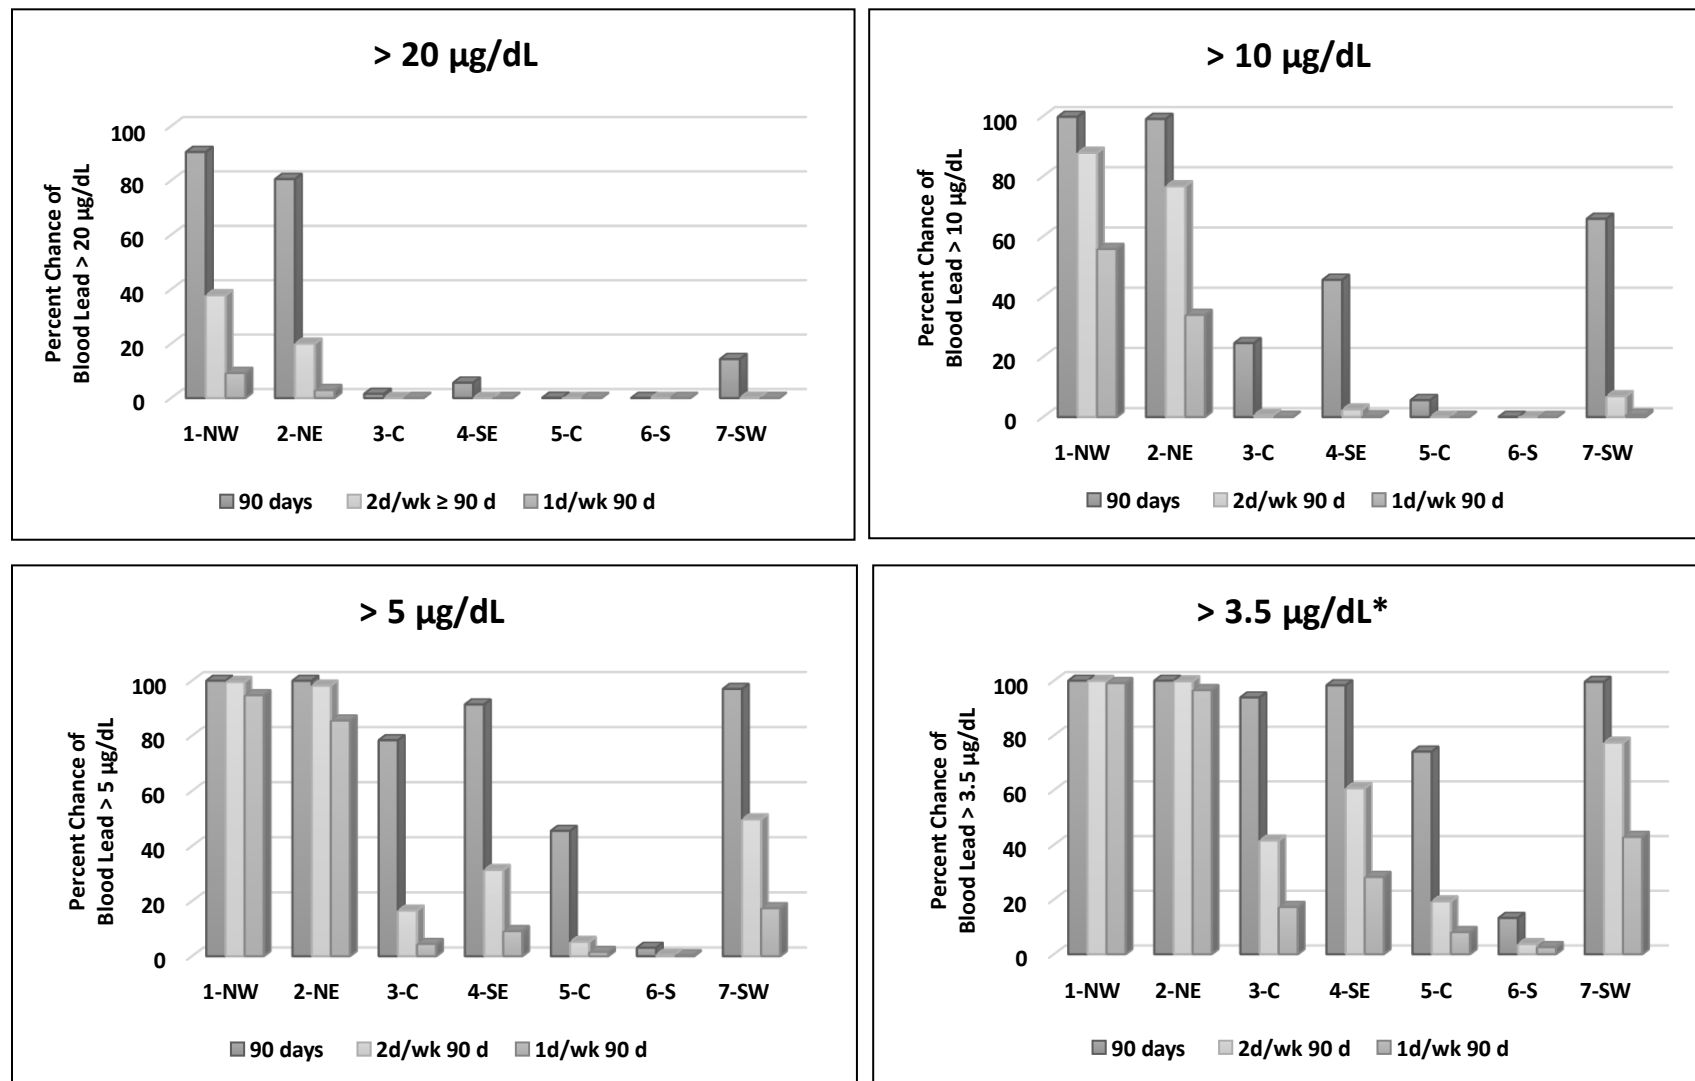 > 20 µg/dL
Percent Chance of
Blood Lead > 20 µg/dL
100
80
60
40
20
0
1-NW 2-NE 3-C 4-SE 5-C 6-S 7-SW
90 days 2d/wk ≥ 90 d 1d/wk 90 d
> 10 µg/dL
Percent Chance of
Blood Lead > 10 µg/dL
100
80
60
40
20
0
1-NW 2-NE 3-C 4-SE 5-C 6-S 7-SW
90 days 2d/wk 90 d 1d/wk 90 d
> 5 µg/dL
Percent Chance of
Blood Lead > 5 µg/dL
100
80
60
40
20
0
1-NW 2-NE 3-C 4-SE 5-C 6-S 7-SW
90 days 2d/wk 90 d 1d/wk 90 d
> 3.5 µg/dL*
Percent Chance of
Blood Lead > 3.5 µg/dL
100
80
60
40
20
0
1-NW 2-NE 3-C 4-SE 5-C 6-S 7-SW
90 days 2d/wk 90 d 1d/wk 90 d